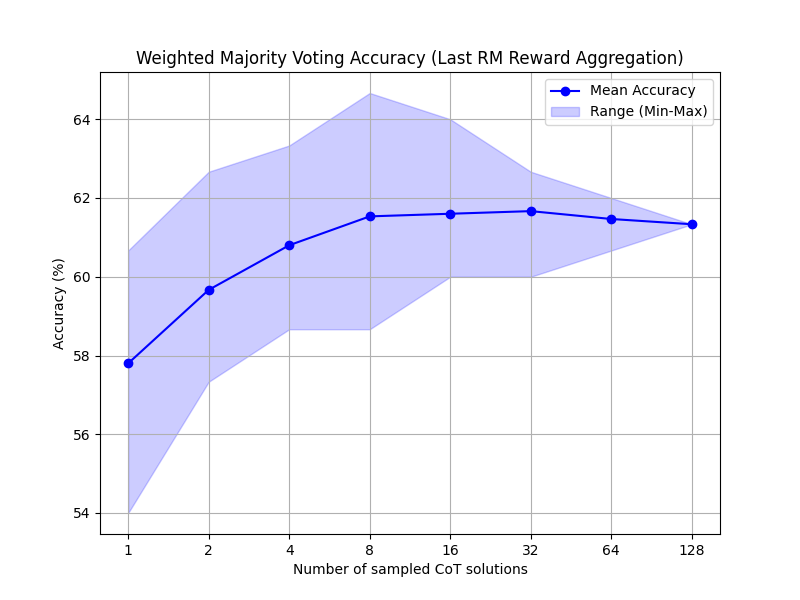 Weighted Majority Voting Accuracy (Last RM Reward Aggregation)
Mean Accuracy
Range (Min-Max)
Accuracy (%)
64
62
60
58
56
54
1 2 4 8 16 32 64 128
Number of sampled CoT solutions